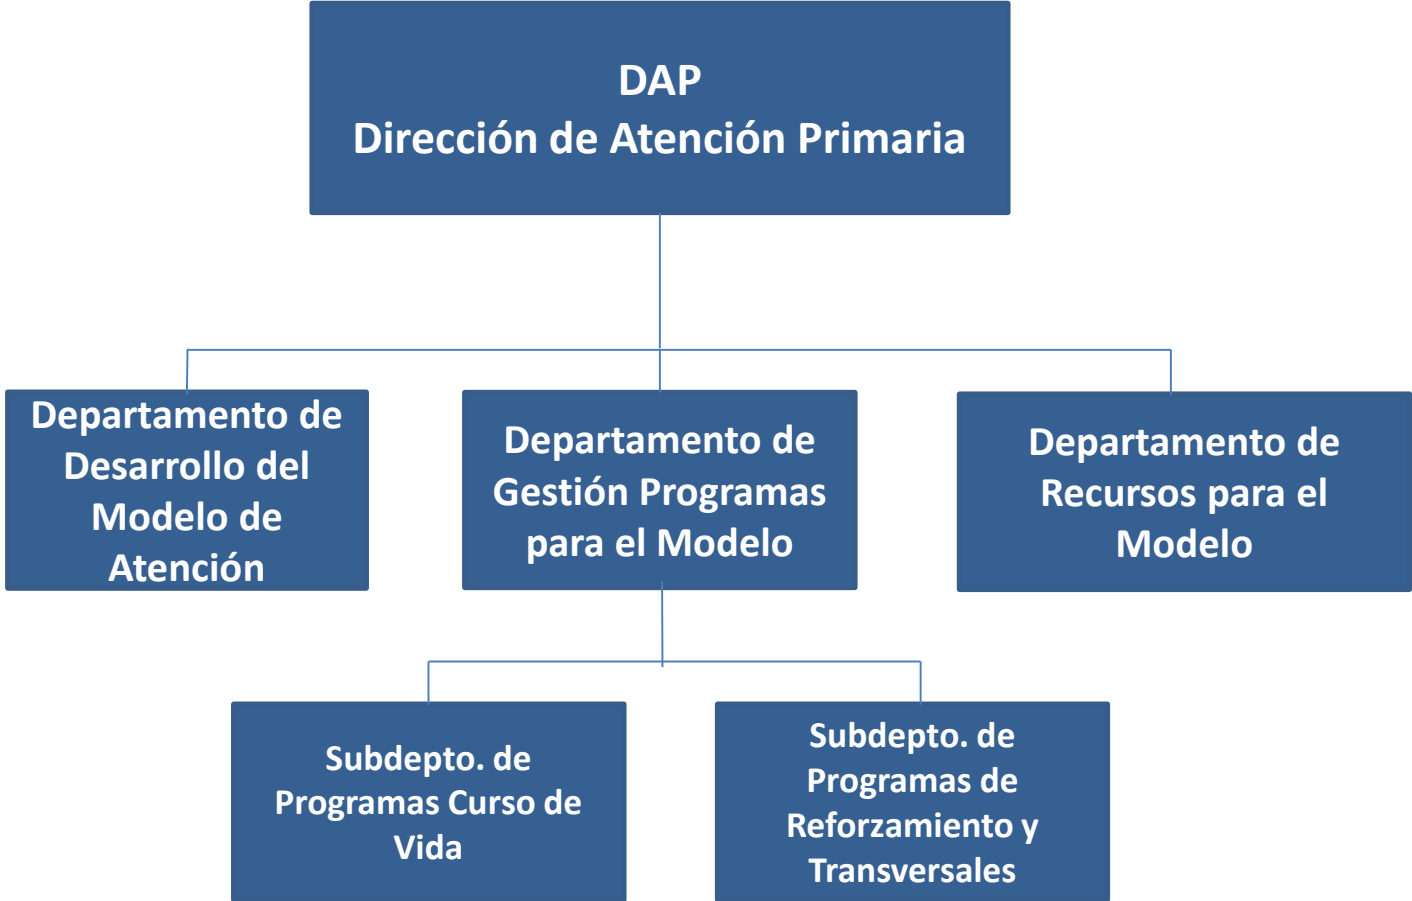 DAP
Dirección de Atención Primaria
Departamento de
Desarrollo del
Modelo de
Atención
Departamento de
Gestión Programas
para el Modelo
Departamento de
Recursos para el
Modelo
Subdepto. de
Programas Curso de
Vida
Subdepto. de
Programas de
Reforzamiento y
Transversales